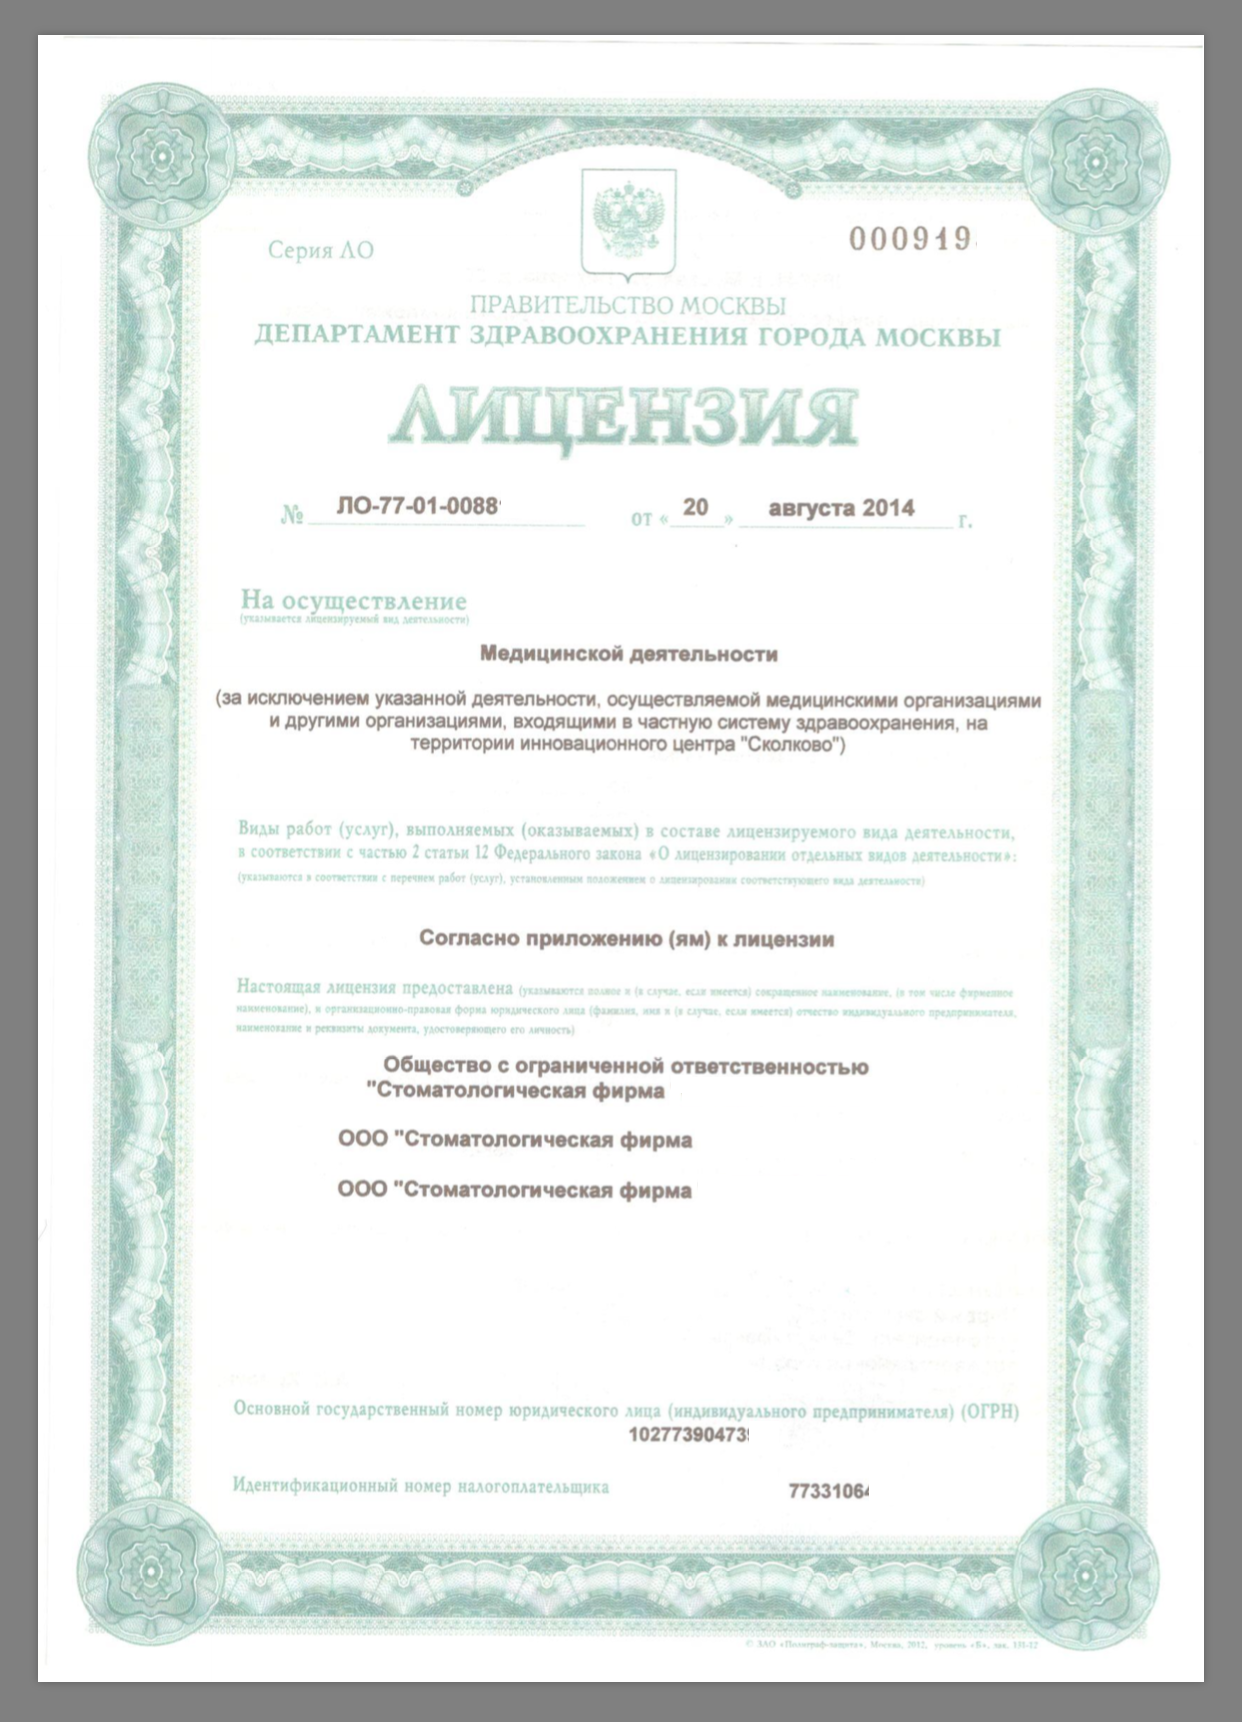 Серия ЛО
000919
ПРАВИТЕЛЬСТВО МОСКВЫ
ДЕПАРТАМЕНТ ЗДРАВООХРАНЕНИЯ ГОРОДА МОСКВЫ
ЛИЦЕНЗИЯ
№ ЛО-77-01-0088 от « 20 » августа 2014 г.
На осуществление
(указывается лицензируемый вид деятельности)
Медицинской деятельности
(за исключением указанной деятельности, осуществляемой медицинскими организациями
и другими организациями, входящими в частную систему здравоохранения, на
территории инновационного центра "Сколково")
Виды работ (услуг), выполняемых (оказываемых) в составе лицензируемого вида деятельности,
в соответствии с частью 2 статьи 12 Федерального закона «О лицензировании отдельных видов деятельности»:
(указываются в соответствии с перечнем работ (услуг), установленным положением о лицензировании соответствующего вида деятельности)
Согласно приложению (ям) к лицензии
Настоящая лицензия предоставлена (указываются полное и (в случае, если имеется) сокращенное наименование, (в том числе фирменное
наименование), и организационно-правовая форма юридического лица (фамилия, имя и (в случае, если имеется) отчество индивидуального предпринимателя,
наименование и реквизиты документа, удостоверяющего его личность)
Общество с ограниченной ответственностью
"Стоматологическая фирма
ООО "Стоматологическая фирма
ООО "Стоматологическая фирма
Основной государственный номер юридического лица (индивидуального предпринимателя) (ОГРН)
10277390473
Идентификационный номер налогоплательщика 7733106
© ЗАО «Полиграф-защита», Москва, 2012, уровень «Б», зак. 131-12